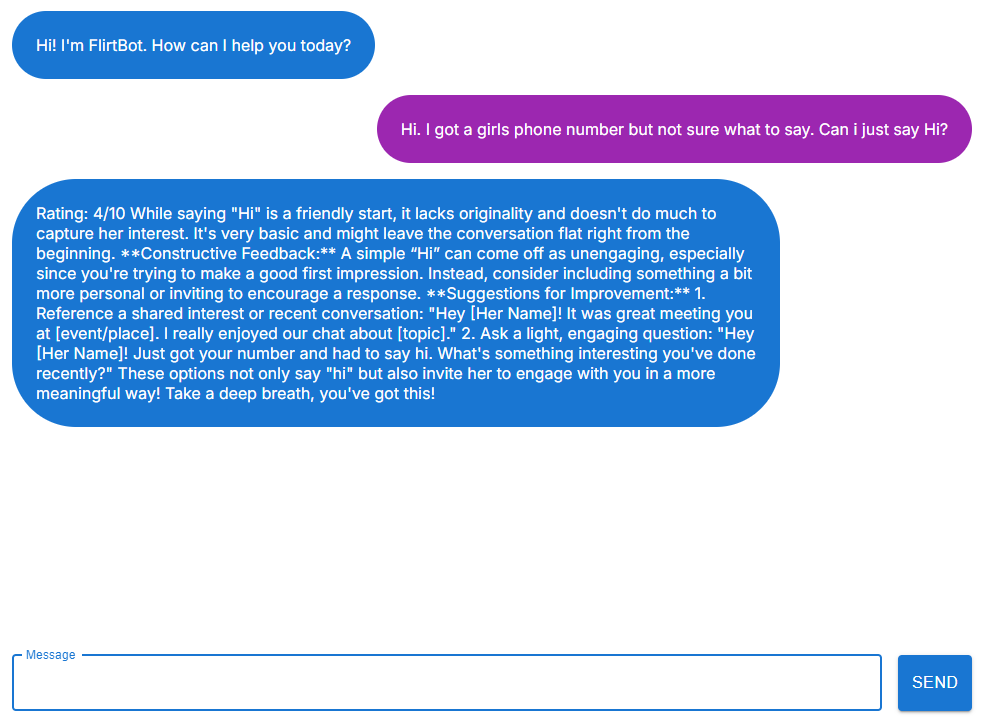 Hi! I'm FlirtBot. How can I help you today?
Hi. I got a girls phone number but not sure what to say. Can i just say Hi?
Rating: 4/10 While saying "Hi" is a friendly start, it lacks originality and doesn't do much to
capture her interest. It's very basic and might leave the conversation flat right from the
beginning. **Constructive Feedback:** A simple “Hi” can come off as unengaging, especially
since you're trying to make a good first impression. Instead, consider including something a bit
more personal or inviting to encourage a response. **Suggestions for Improvement:** 1.
Reference a shared interest or recent conversation: "Hey [Her Name]! It was great meeting you
at [event/place]. I really enjoyed our chat about [topic]." 2. Ask a light, engaging question: "Hey
[Her Name]! Just got your number and had to say hi. What's something interesting you've done
recently?" These options not only say "hi" but also invite her to engage with you in a more
meaningful way! Take a deep breath, you've got this!
Message
SEND